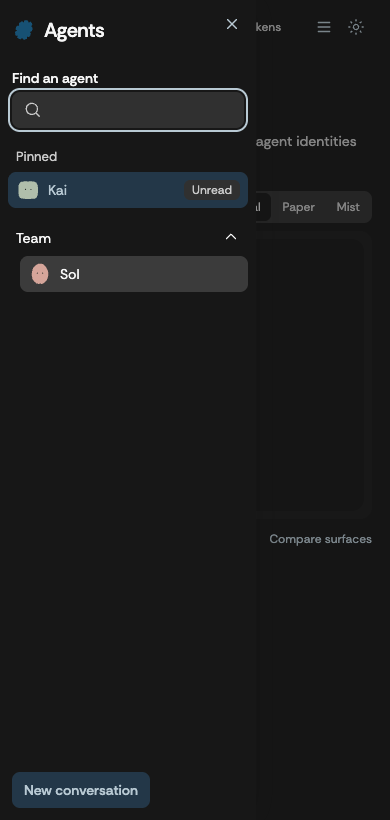 Agents
kens
Find an agent
agent identities
Pinned
Kai
Unread
Paper
Mist
Team
Sol
Compare surfaces
New conversation